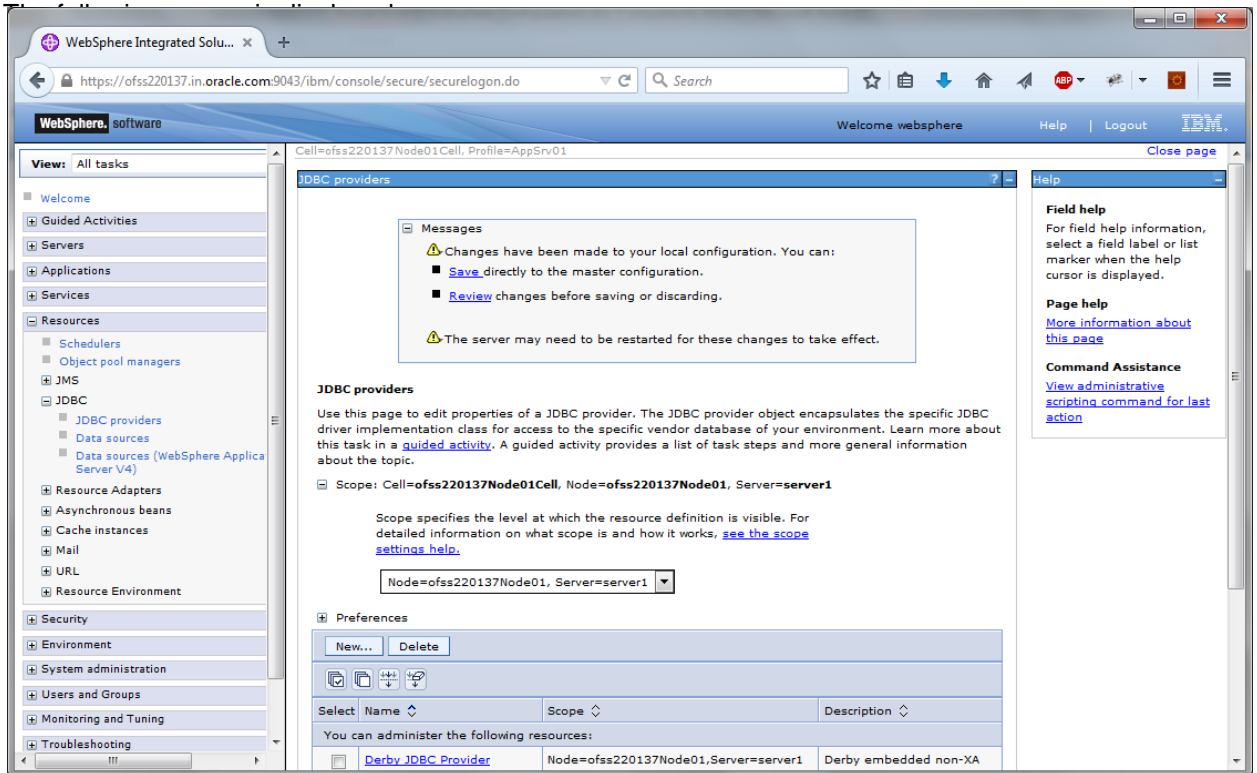 WebSphere Integrated Solu... × +
https://ofss220137.in.oracle.com:9043/ibm/console/secure/securelogon.do
Search
ABP
WebSphere. software
Welcome websphere
Help | Logout
IBM.
View: All tasks
Welcome
Guided Activities
Servers
Applications
Services
Resources
Schedulers
Object pool managers
JMS
JDBC
JDBC providers
Data sources
Data sources (WebSphere Applica
Server V4)
Resource Adapters
Asynchronous beans
Cache instances
Mail
URL
Resource Environment
Security
Environment
System administration
Users and Groups
Monitoring and Tuning
Troubleshooting
Cell=ofss220137Node01Cell, Profile=AppSrv01
Close page
JDBC providers
? -
Messages
Changes have been made to your local configuration. You can:
Save directly to the master configuration.
Review changes before saving or discarding.
The server may need to be restarted for these changes to take effect.
JDBC providers
Use this page to edit properties of a JDBC provider. The JDBC provider object encapsulates the specific JDBC
driver implementation class for access to the specific vendor database of your environment. Learn more about
this task in a guided activity. A guided activity provides a list of task steps and more general information
about the topic.
Scope: Cell=ofss220137Node01Cell, Node=ofss220137Node01, Server=server1
Scope specifies the level at which the resource definition is visible. For
detailed information on what scope is and how it works, see the scope
settings help.
Node=ofss220137Node01, Server=server1
Preferences
New... Delete
Select Name Scope Description
You can administer the following resources:
Derby JDBC Provider Node=ofss220137Node01,Server=server1 Derby embedded non-XA
Help
Field help
For field help information,
select a field label or list
marker when the help
cursor is displayed.
Page help
More information about
this page
Command Assistance
View administrative
scripting command for last
action